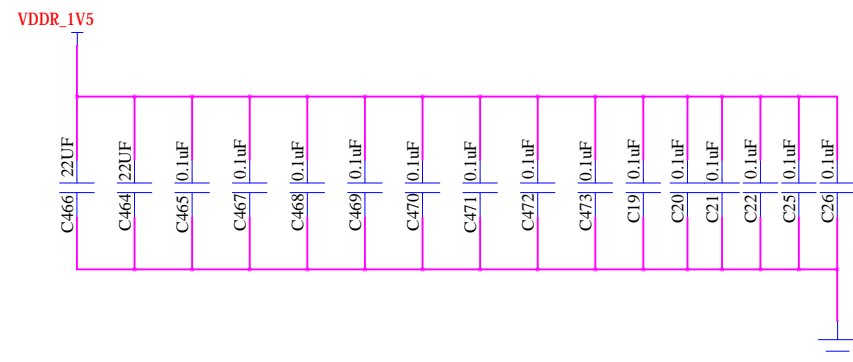 VDDR_1V5
C466 22UF
C464 22UF
C465 0.1uF
C467 0.1uF
C468 0.1uF
C469 0.1uF
C470 0.1uF
C471 0.1uF
C472 0.1uF
C473 0.1uF
C19 0.1uF
C20 0.1uF
C21 0.1uF
C22 0.1uF
C25 0.1uF
C26 0.1uF